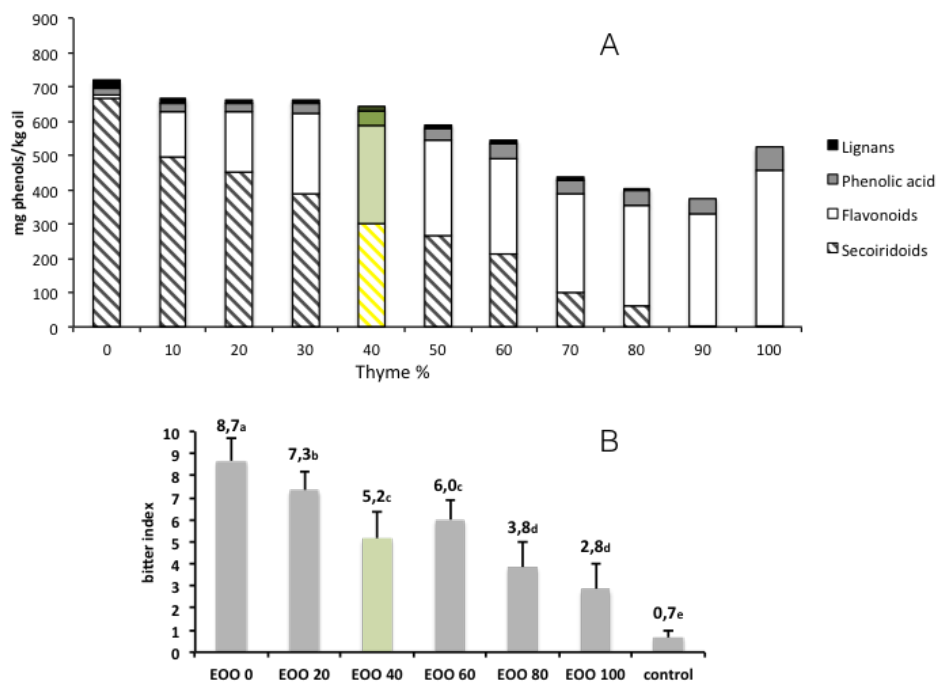 A
mg phenols/kg oil
900
800
700
600
500
400
300
200
100
0
0 10 20 30 40 50 60 70 80 90 100
Thyme %
Lignans
Phenolic acid
Flavonoids
Secoiridoids
B
bitter index
10
9
8
7
6
5
4
3
2
1
0
8,7a
7,3b
5,2c
6,0c
3,8d
2,8d
0,7e
EOO 0 EOO 20 EOO 40 EOO 60 EOO 80 EOO 100 control